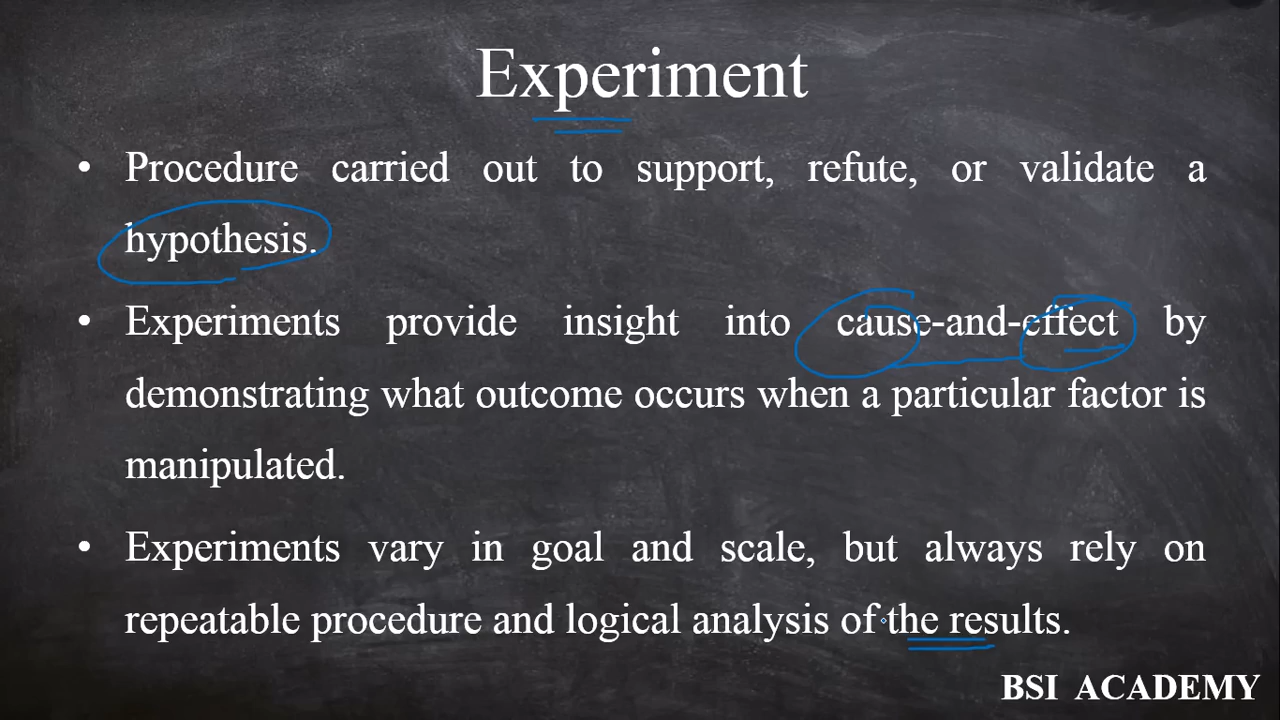 Experiment
• Procedure carried out to support, refute, or validate a
hypothesis.
• Experiments provide insight into cause-and-effect by
demonstrating what outcome occurs when a particular factor is
manipulated.
• Experiments vary in goal and scale, but always rely on
repeatable procedure and logical analysis of the results.
BSI ACADEMY